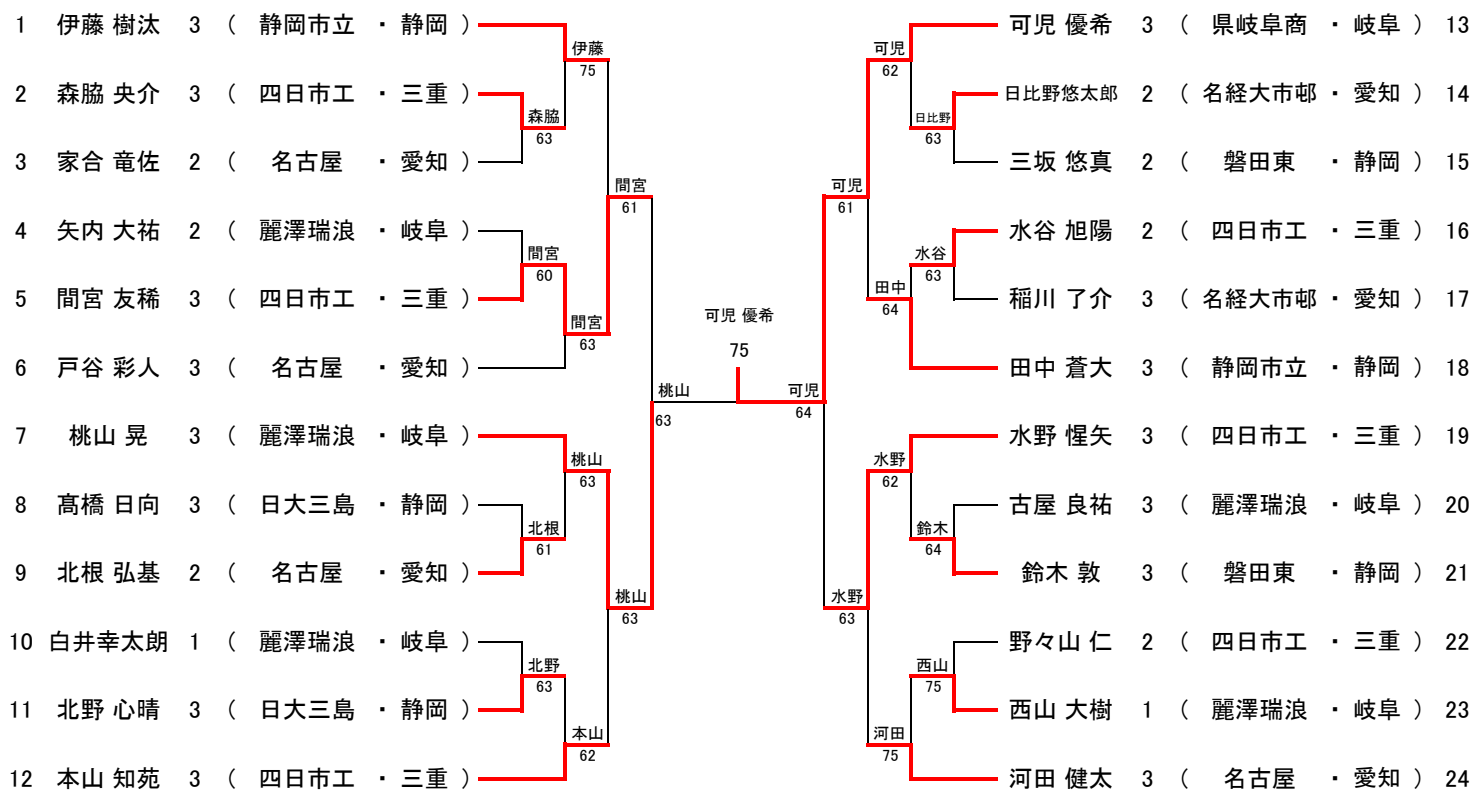 1 伊藤 樹汰 3 （ 静岡市立 ・ 静岡 ）
2 森脇 央介 3 （ 四日市工 ・ 三重 ）
3 家合 竜佐 2 （ 名古屋 ・ 愛知 ）
4 矢内 大祐 2 （ 麗澤瑞浪 ・ 岐阜 ）
5 間宮 友稀 3 （ 四日市工 ・ 三重 ）
6 戸谷 彩人 3 （ 名古屋 ・ 愛知 ）
7 桃山 晃 3 （ 麗澤瑞浪 ・ 岐阜 ）
8 髙橋 日向 3 （ 日大三島 ・ 静岡 ）
9 北根 弘基 2 （ 名古屋 ・ 愛知 ）
10 白井幸太朗 1 （ 麗澤瑞浪 ・ 岐阜 ）
11 北野 心晴 3 （ 日大三島 ・ 静岡 ）
12 本山 知苑 3 （ 四日市工 ・ 三重 ）
森脇
63
間宮
60
北根
61
北野
63
伊藤
75
間宮
63
桃山
63
本山
62
間宮
61
桃山
63
桃山
63
可児 優希
75
可児
64
可児
61
水野
63
可児
62
田中
64
水野
62
河田
75
日比野
63
水谷
63
鈴木
64
西山
75
可児 優希 3 （ 県岐阜商 ・ 岐阜 ） 13
日比野悠太郎 2 （ 名経大市邨 ・ 愛知 ） 14
三坂 悠真 2 （ 磐田東 ・ 静岡 ） 15
水谷 旭陽 2 （ 四日市工 ・ 三重 ） 16
稲川 了介 3 （ 名経大市邨 ・ 愛知 ） 17
田中 蒼大 3 （ 静岡市立 ・ 静岡 ） 18
水野 惺矢 3 （ 四日市工 ・ 三重 ） 19
古屋 良祐 3 （ 麗澤瑞浪 ・ 岐阜 ） 20
鈴木 敦 3 （ 磐田東 ・ 静岡 ） 21
野々山 仁 2 （ 四日市工 ・ 三重 ） 22
西山 大樹 1 （ 麗澤瑞浪 ・ 岐阜 ） 23
河田 健太 3 （ 名古屋 ・ 愛知 ） 24